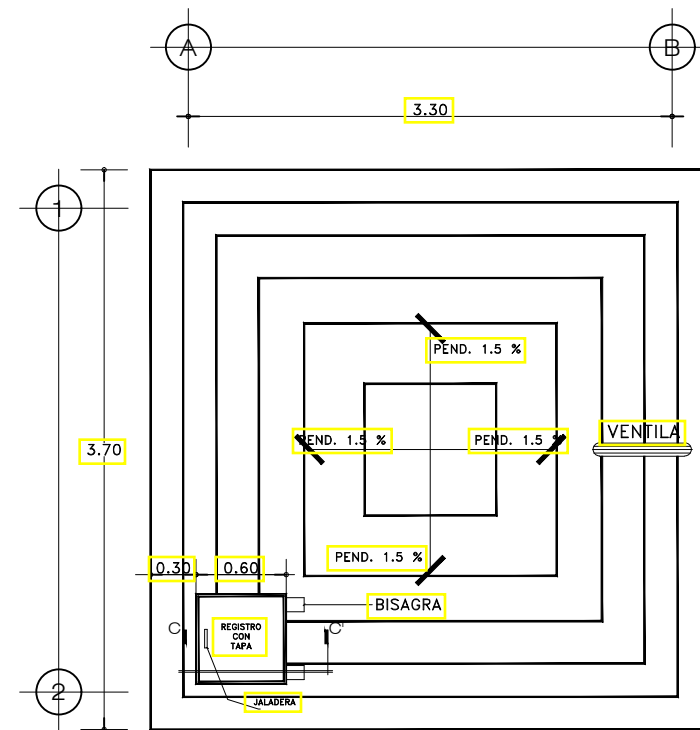 A
B
3.30
1
PEND. 1.5 %
VENTILA
PEND. 1.5 %
PEND. 1.5 %
3.70
PEND. 1.5 %
0.30
0.60
BISAGRA
C
REGISTRO
CON
TAPA
C'
2
JALADERA